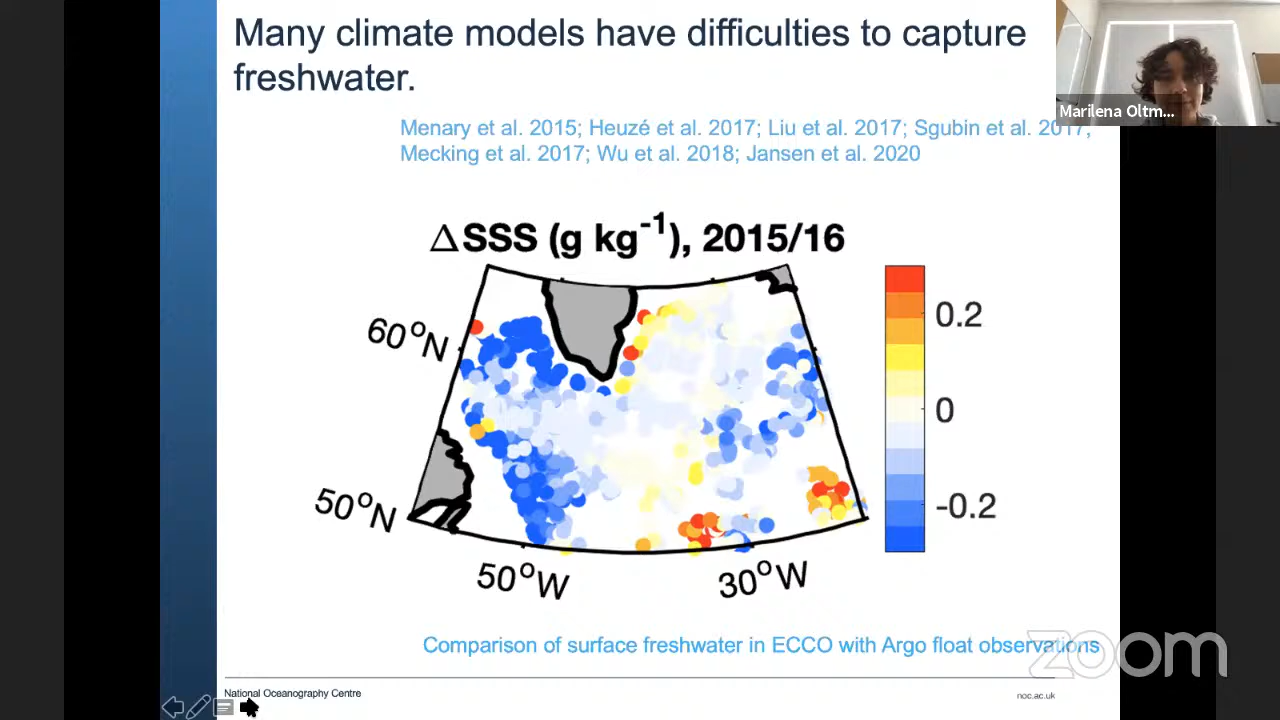 Many climate models have difficulties to capture
freshwater.
Marilena Oltm...
Menary et al. 2015; Heuzé et al. 2017; Liu et al. 2017; Sgubin et al. 2017;
Mecking et al. 2017; Wu et al. 2018; Jansen et al. 2020
ΔSSS (g kg⁻¹), 2015/16
60°N
50°N
50°W
30°W
0.2
0
-0.2
Comparison of surface freshwater in ECCO with Argo float observations
zoom
National Oceanography Centre
noc.ac.uk